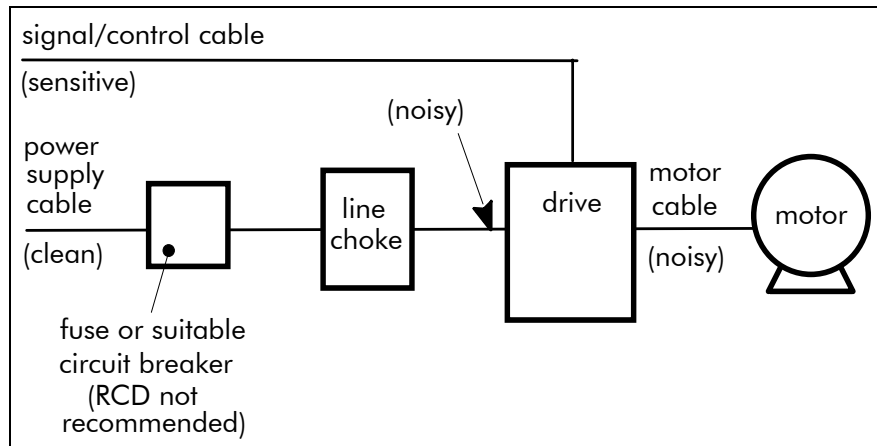 signal/control cable
(sensitive)
(noisy)
power
supply
cable
(clean)
line
choke
drive
motor
cable
(noisy)
motor
fuse or suitable
circuit breaker
(RCD not
recommended)